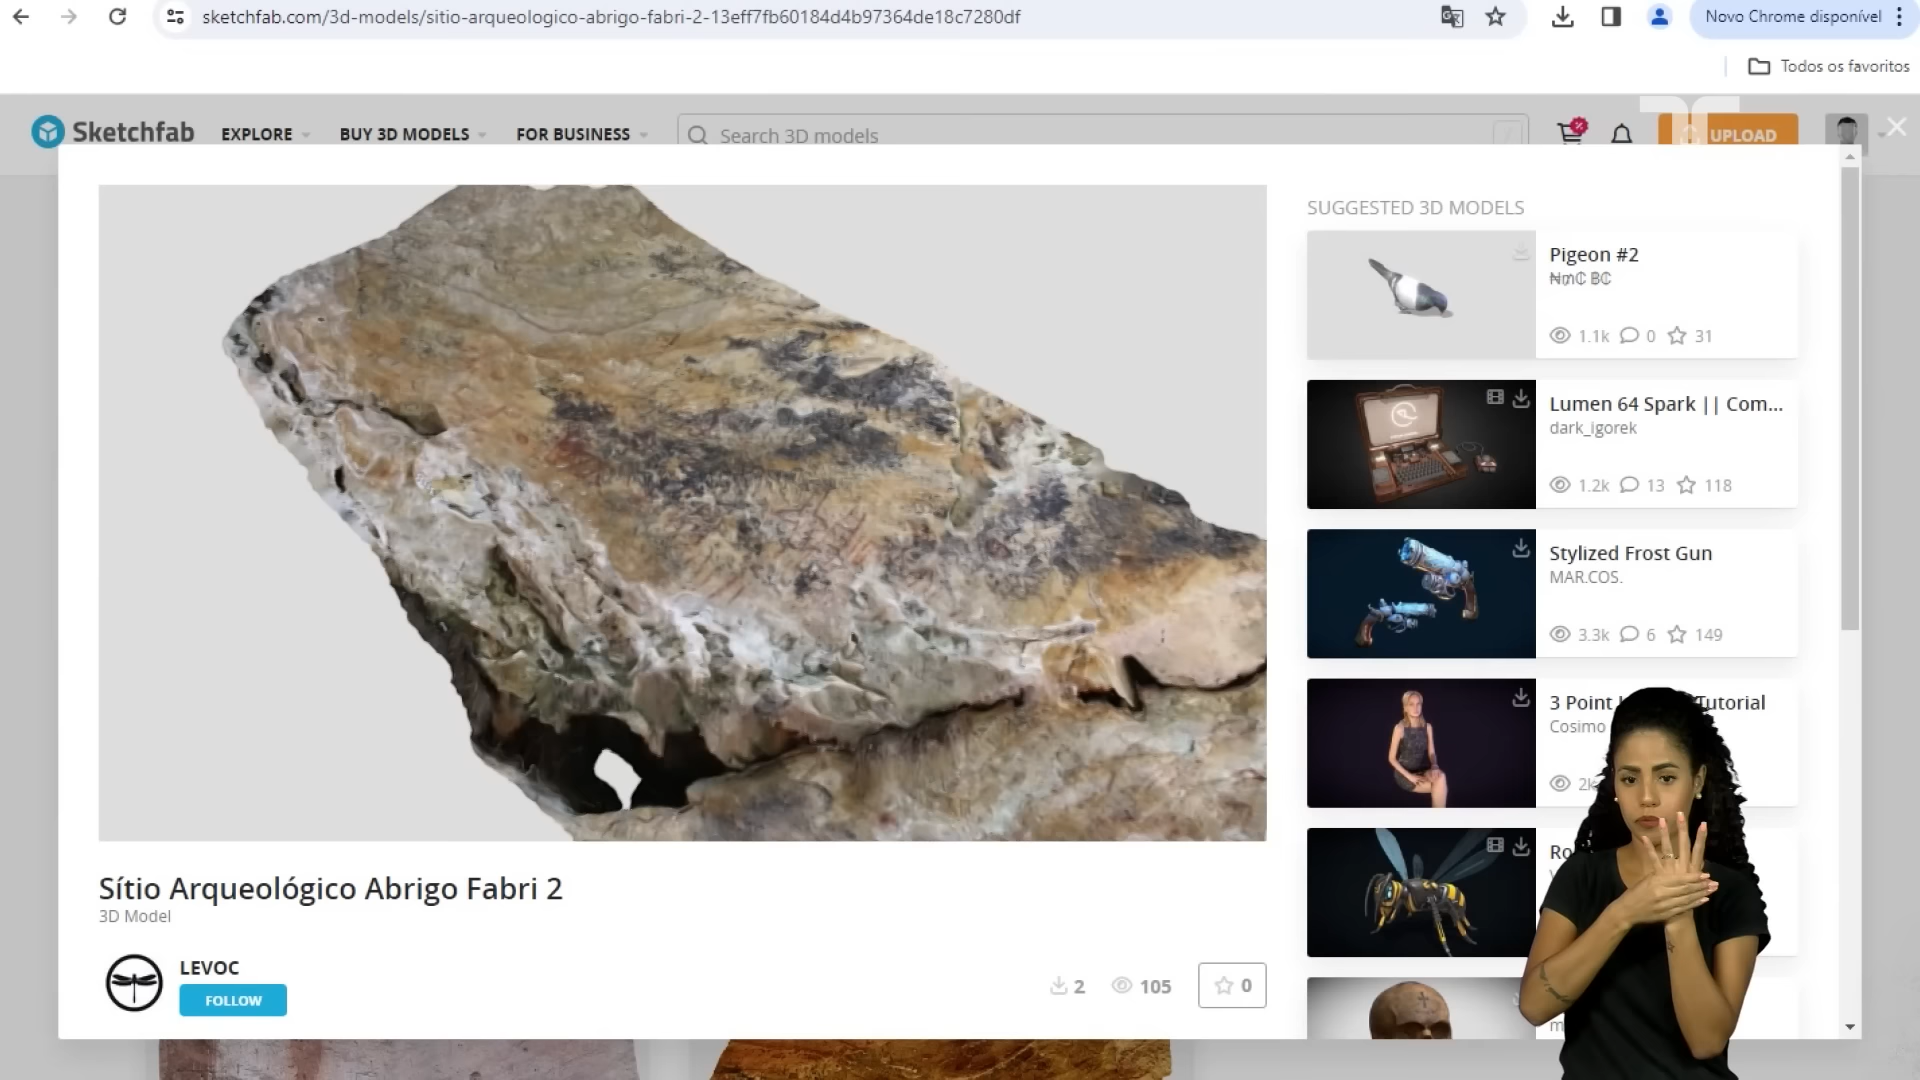 sketchfab.com/3d-models/sitio-arqueologico-abrigo-fabri-2-13eff7fb60184d4b97364de18c7280df
Novo Chrome disponível
Todos os favoritos
Sketchfab
EXPLORE
BUY 3D MODELS
FOR BUSINESS
Search 3D models
UPLOAD
SUGGESTED 3D MODELS
Pigeon #2
1.1k 0 31
Lumen 64 Spark || Com...
dark_igorek
1.2k 13 118
Stylized Frost Gun
MAR.COS.
3.3k 6 149
3 Point
Tutorial
Cosimo
2k
Ro
m
Sítio Arqueológico Abrigo Fabri 2
3D Model
LEVOC
FOLLOW
2 105 0